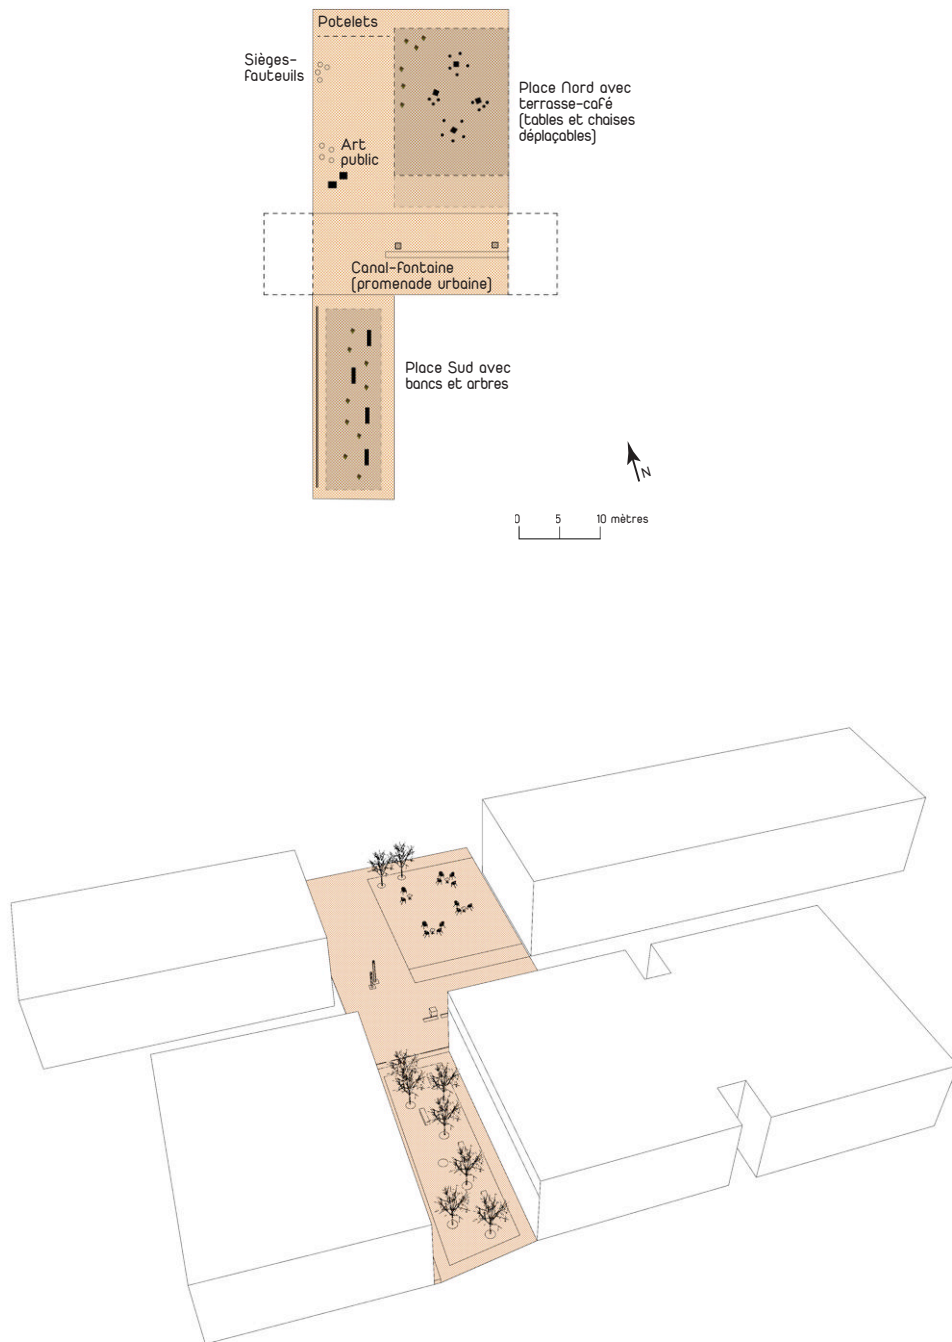 Potelets
Sièges-
fauteuils
Place Nord avec
terrasse-café
(tables et chaises
déplaçables)
Art
public
Canal-fontaine
(promenade urbaine)
Place Sud avec
bancs et arbres
N
0 5 10 mètres